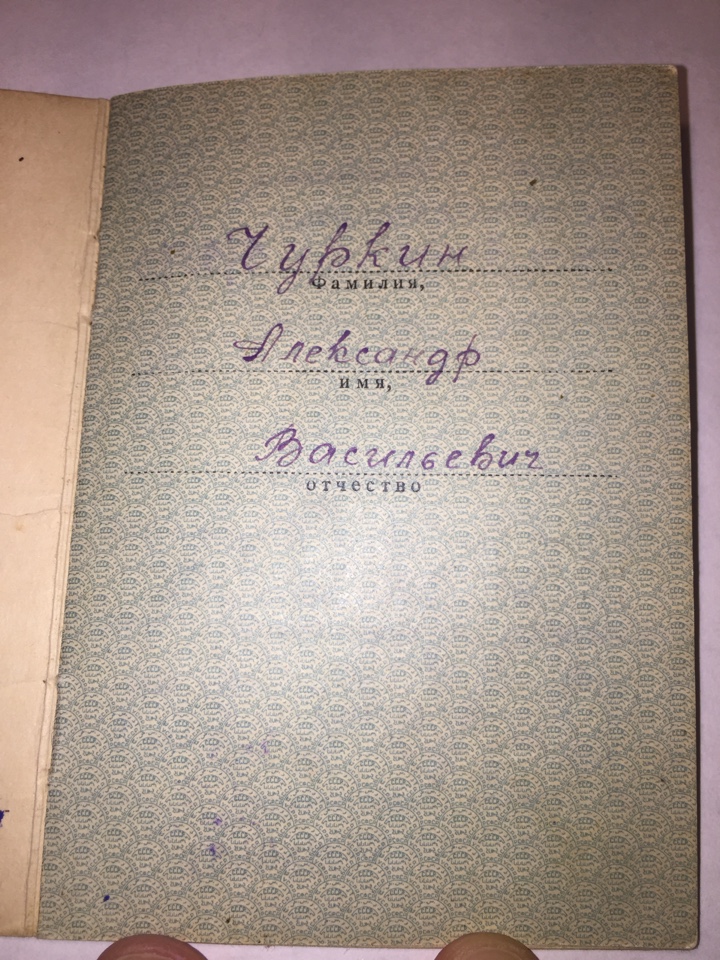 Чуркин
Фамилия,
Александр
имя,
Васильевич
отчество